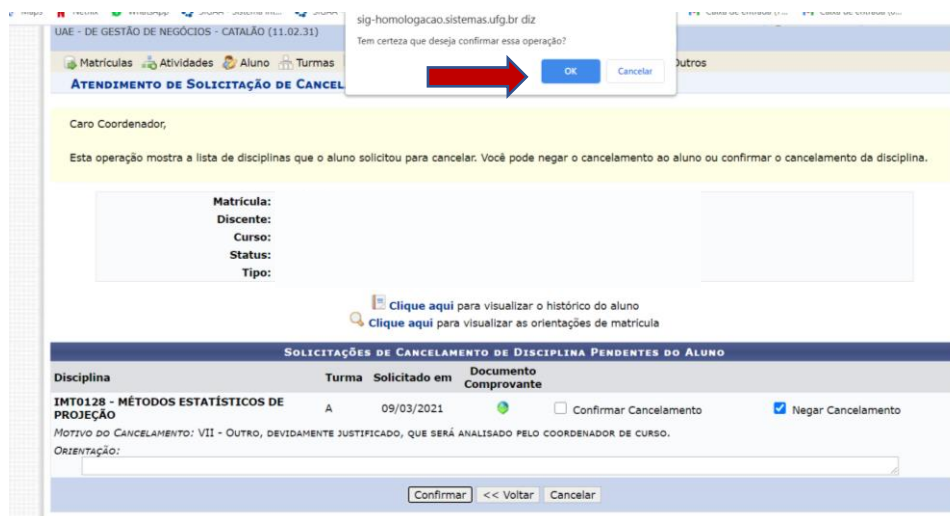 Maps Netflix WhatsApp
sig-homologacao.sistemas.ufg.br diz
UAE - DE GESTÃO DE NEGÓCIOS - CATALÃO (11.02.31)
Tem certeza que deseja confirmar essa operação?
Matrículas Atividades Aluno Turmas Outros
OK Cancelar
ATENDIMENTO DE SOLICITAÇÃO DE CANCEL
Caro Coordenador,
Esta operação mostra a lista de disciplinas que o aluno solicitou para cancelar. Você pode negar o cancelamento ao aluno ou confirmar o cancelamento da disciplina.
Matrícula:
Discente:
Curso:
Status:
Tipo:
Clique aqui para visualizar o histórico do aluno
Clique aqui para visualizar as orientações de matrícula
SOLICITAÇÕES DE CANCELAMENTO DE DISCIPLINA PENDENTES DO ALUNO
Disciplina Turma Solicitado em Documento Comprovante
IMT0128 - MÉTODOS ESTATÍSTICOS DE PROJEÇÃO A 09/03/2021 Confirmar Cancelamento Negar Cancelamento
MOTIVO DO CANCELAMENTO: VII - OUTRO, DEVIDAMENTE JUSTIFICADO, QUE SERÁ ANALISADO PELO COORDENADOR DE CURSO.
ORIENTAÇÃO:
Confirmar << Voltar Cancelar